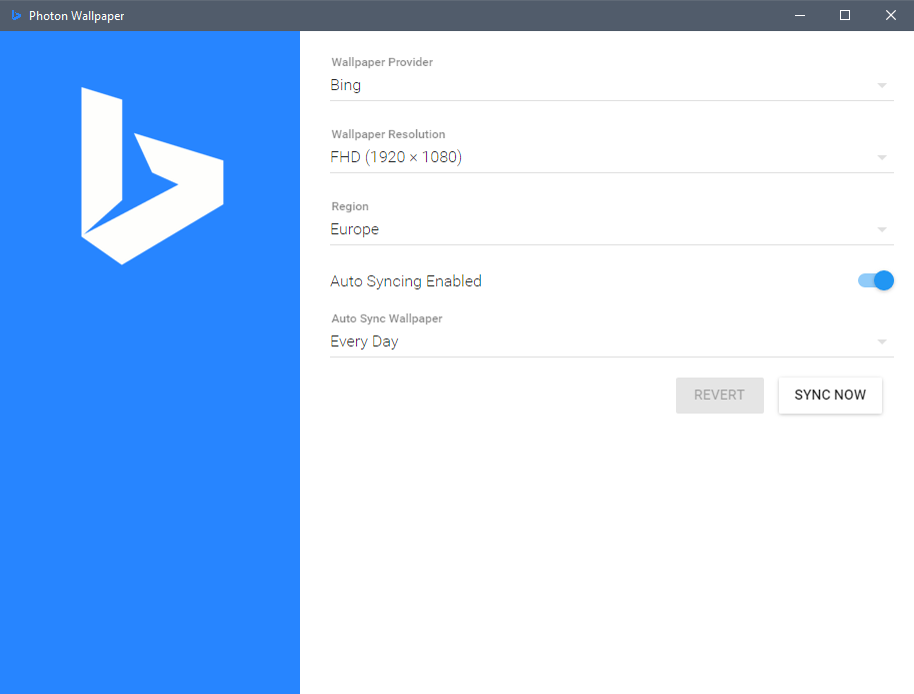 Photon Wallpaper
Wallpaper Provider
Bing
Wallpaper Resolution
FHD (1920 × 1080)
Region
Europe
Auto Syncing Enabled
Auto Sync Wallpaper
Every Day
REVERT SYNC NOW